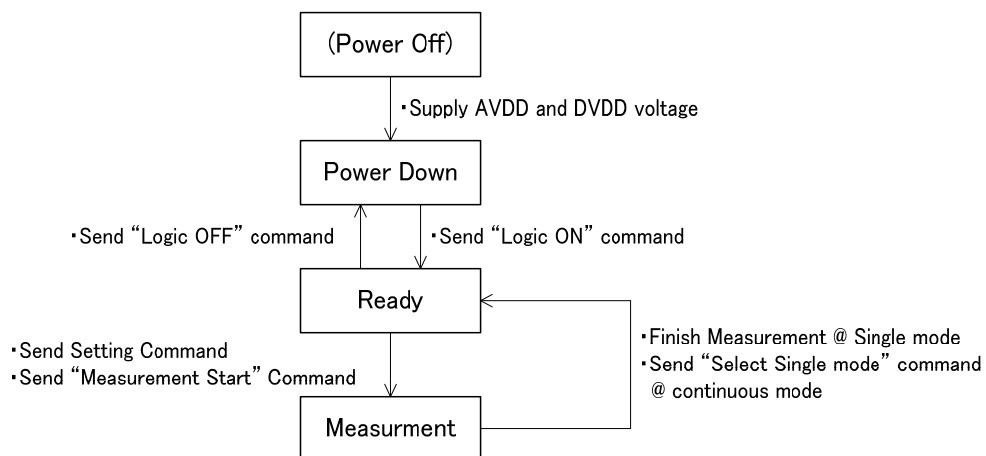 (Power Off)
・Supply AVDD and DVDD voltage
Power Down
・Send “Logic OFF” command
・Send “Logic ON” command
Ready
・Send Setting Command
・Send “Measurement Start” Command
・Finish Measurement @ Single mode
・Send “Select Single mode” command
@ continuous mode
Measurment